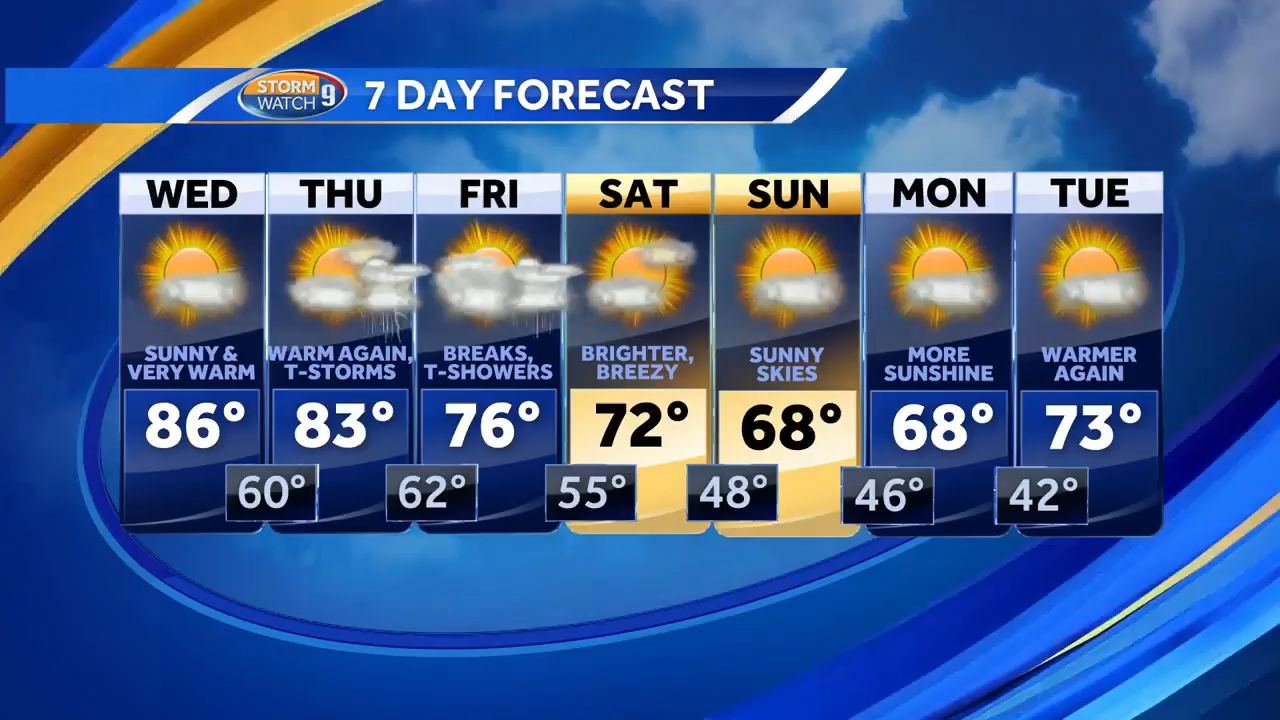 STORM
WATCH 9
7 DAY FORECAST
WED
THU
FRI
SAT
SUN
MON
TUE
SUNNY &
VERY WARM
WARM AGAIN,
T-STORMS
BREAKS,
T-SHOWERS
BRIGHTER,
BREEZY
SUNNY
SKIES
MORE
SUNSHINE
WARMER
AGAIN
86°
83°
76°
72°
68°
68°
73°
60°
62°
55°
48°
46°
42°